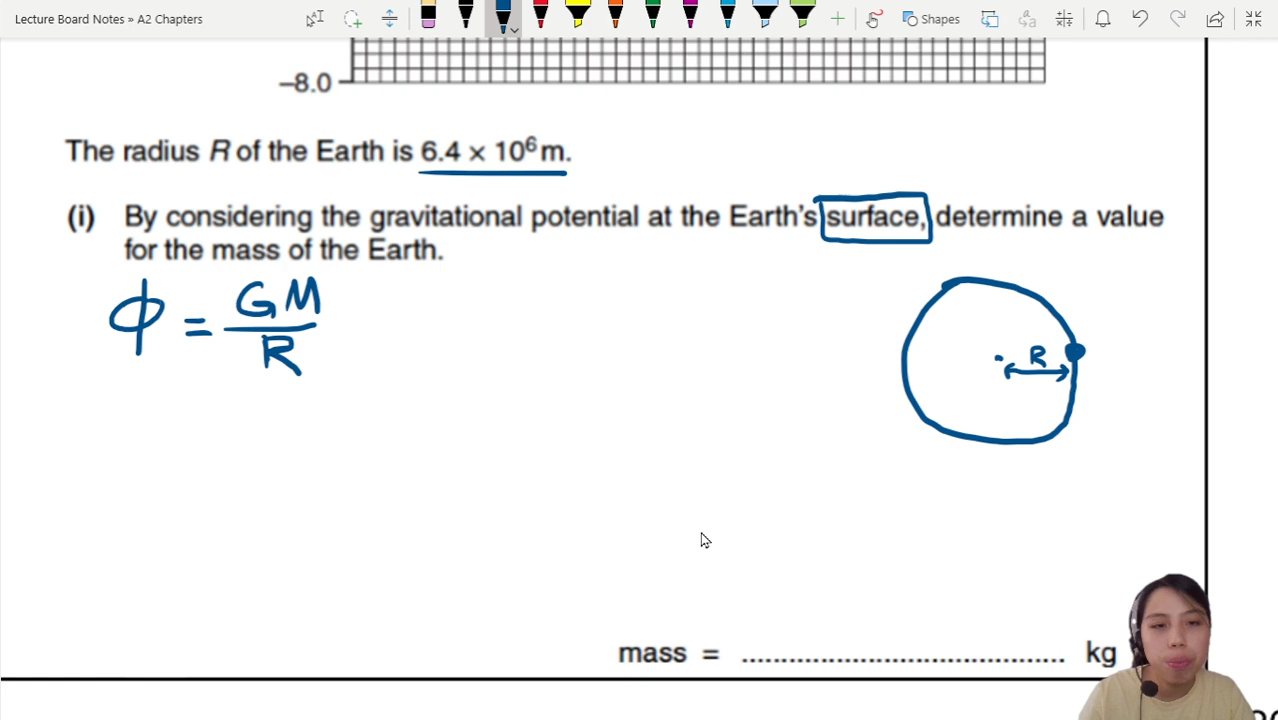 Lecture Board Notes » A2 Chapters
Shapes
–8.0
The radius R of the Earth is 6.4 × 10⁶ m.
(i) By considering the gravitational potential at the Earth's surface, determine a value
for the mass of the Earth.
ϕ = GM
R
R
mass = ........................................ kg